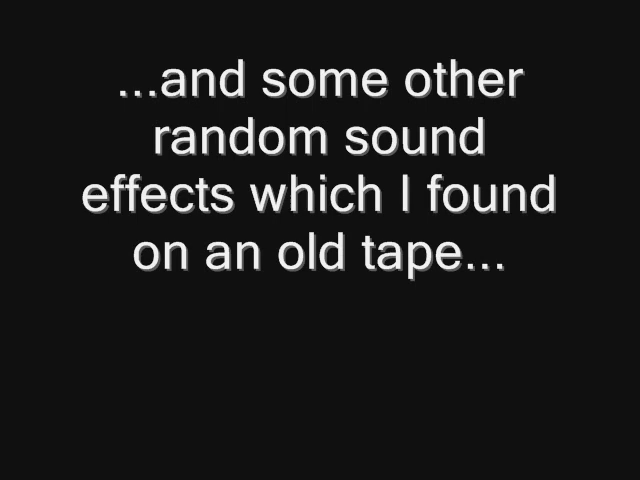 ...and some other
random sound
effects which I found
on an old tape...